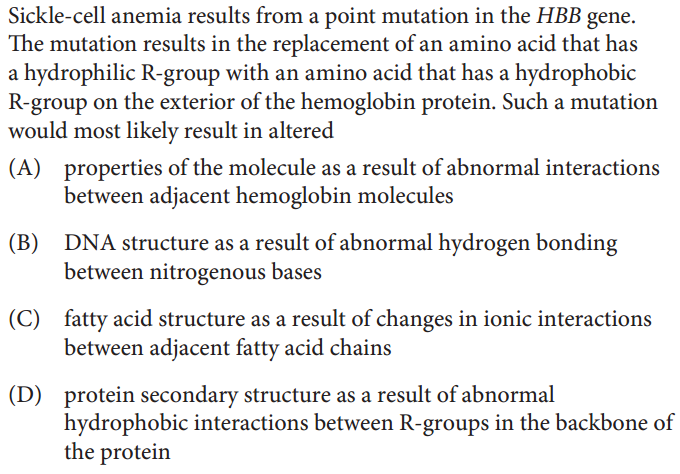 Sickle-cell anemia results from a point mutation in the HBB gene.
The mutation results in the replacement of an amino acid that has
a hydrophilic R-group with an amino acid that has a hydrophobic
R-group on the exterior of the hemoglobin protein. Such a mutation
would most likely result in altered
(A) properties of the molecule as a result of abnormal interactions
between adjacent hemoglobin molecules
(B) DNA structure as a result of abnormal hydrogen bonding
between nitrogenous bases
(C) fatty acid structure as a result of changes in ionic interactions
between adjacent fatty acid chains
(D) protein secondary structure as a result of abnormal
hydrophobic interactions between R-groups in the backbone of
the protein